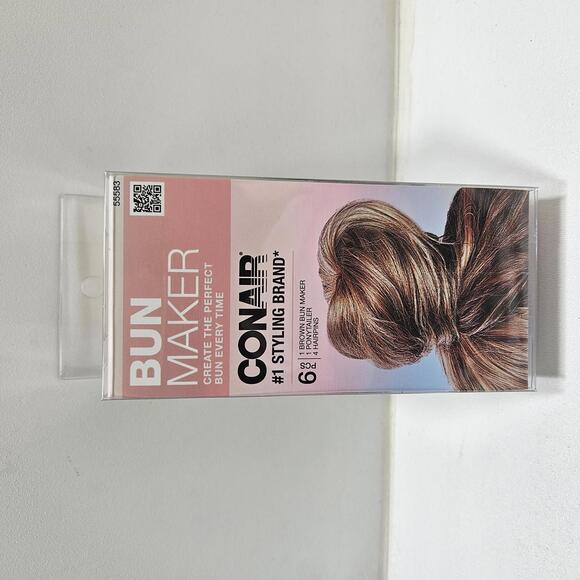 55583
BUN
MAKER
CREATE THE PERFECT
BUN EVERY TIME
CONAIR
#1 STYLING BRAND*
6 PCS
1 BROWN BUN MAKER
1 PONYTAILER
4 HAIRPINS